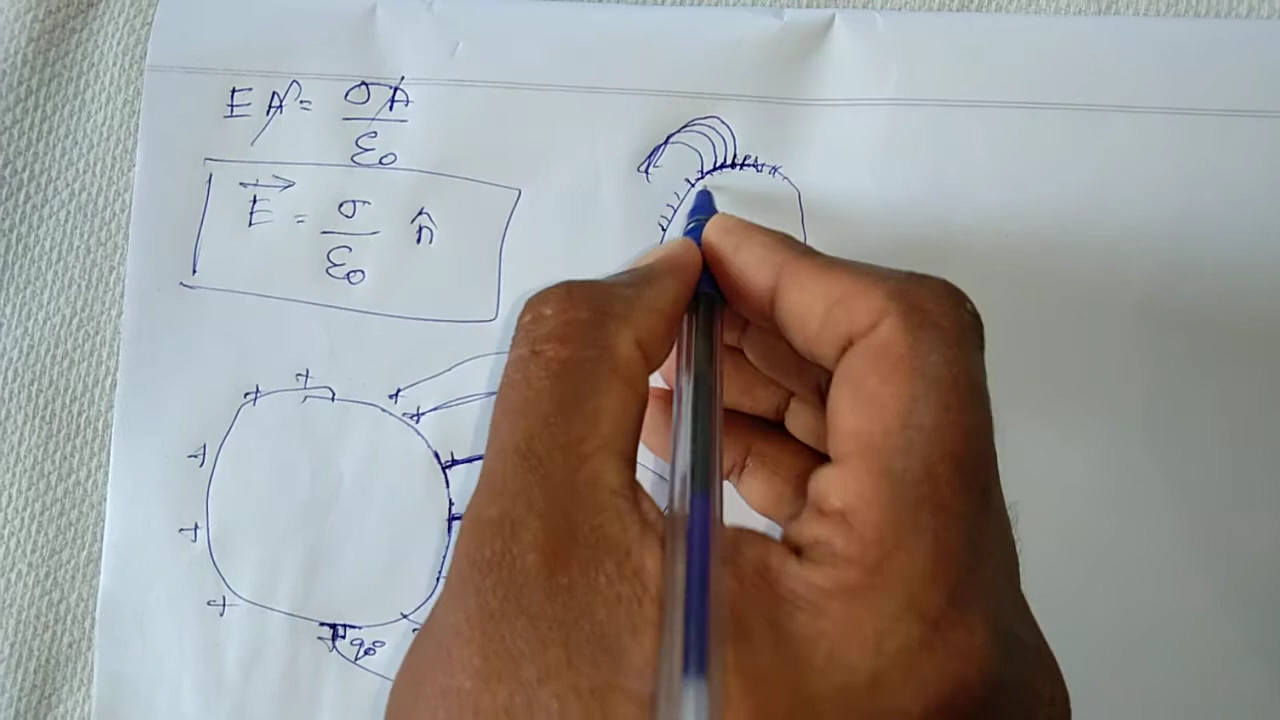 EA = σA
ε₀
E⃗ = σ n̂
ε₀
+ + + +
+ +
+
+
90°